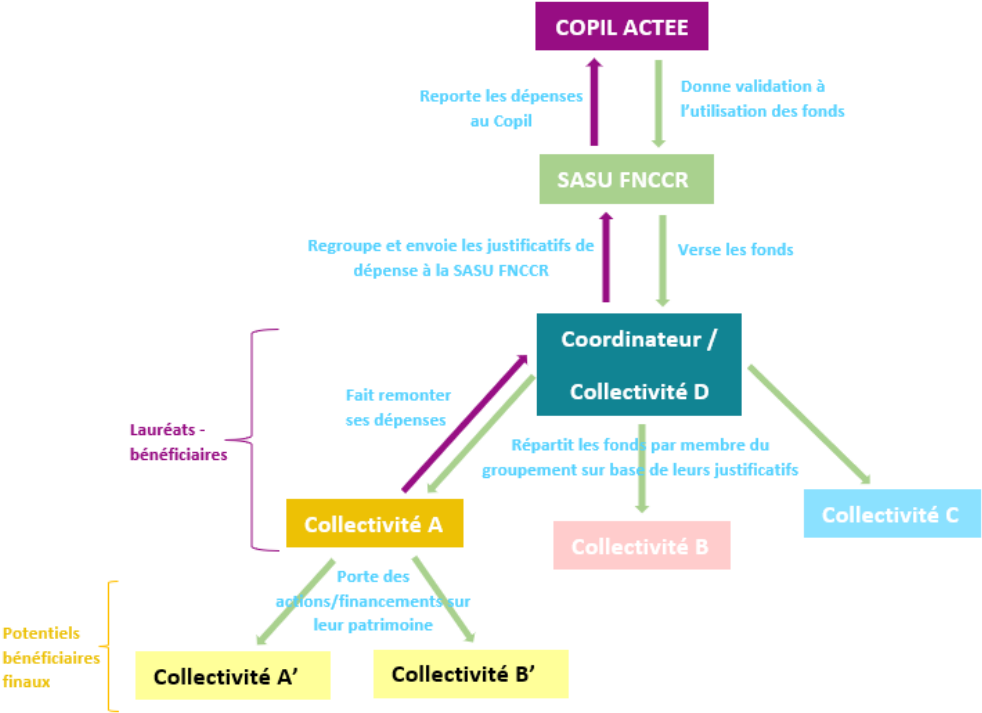 COPIL ACTEE
Reporte les dépenses
au Copil
Donne validation à
l'utilisation des fonds
SASU FNCCR
Regroupe et envoie les justificatifs de
dépense à la SASU FNCCR
Verse les fonds
Coordinateur /
Collectivité D
Fait remonter
ses dépenses
Lauréats -
bénéficiaires
Répartit les fonds par membre du
groupement sur base de leurs justificatifs
Collectivité A
Collectivité B
Collectivité C
Porte des
actions/financements sur
leur patrimoine
Potentiels
bénéficiaires
finaux
Collectivité A’
Collectivité B’